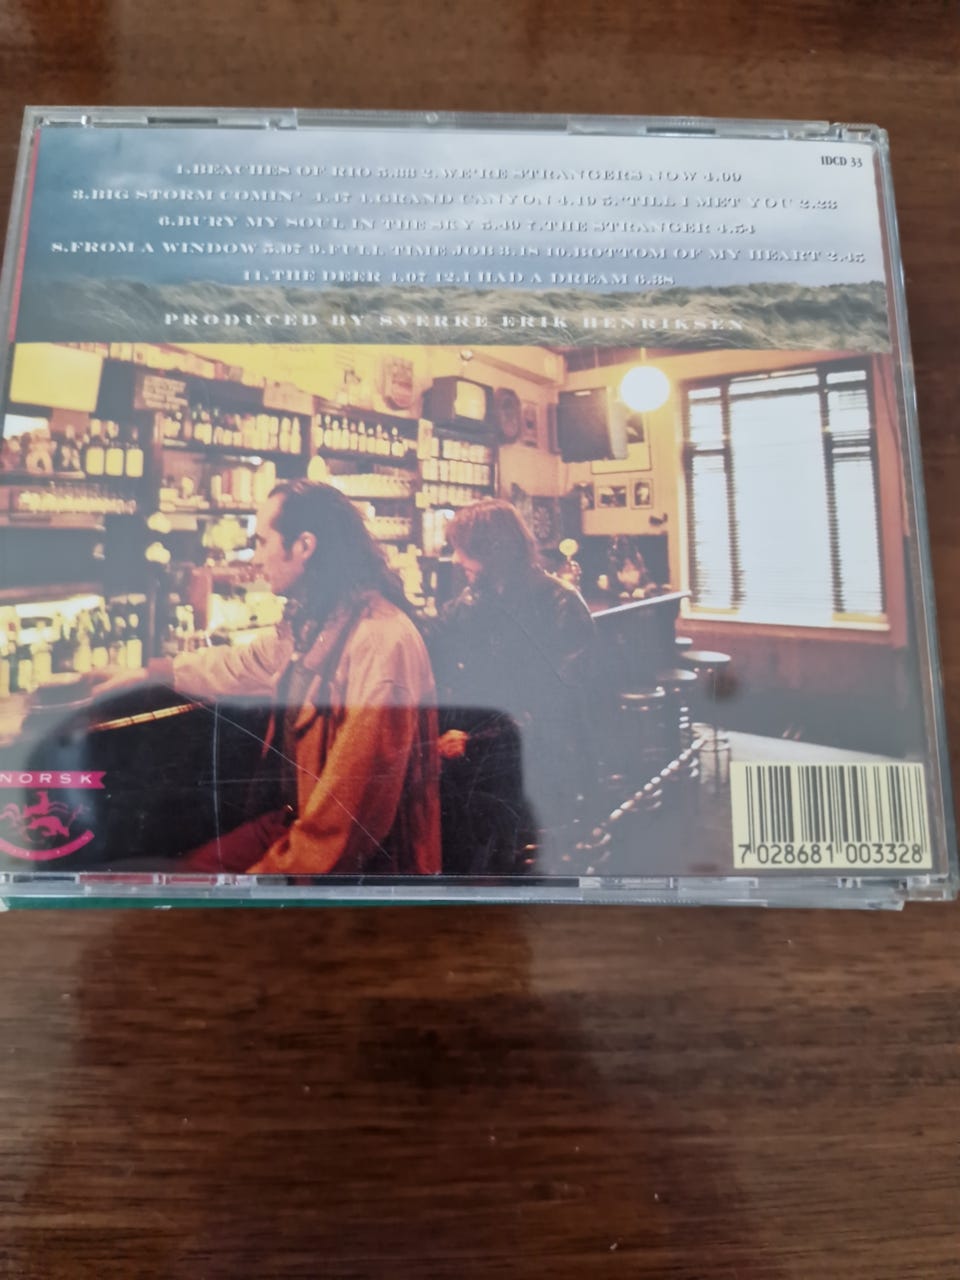 IDCD 33
1.BEACHES OF RIO 5.33 2.WE'RE STRANGERS NOW 4.09
3.BIG STORM COMIN' 4.17 4.GRAND CANYON 4.19 5.'TILL I MET YOU 2.23
6.BURY MY SOUL IN THE SKY 5.49 7.THE STRANGER 4.54
8.FROM A WINDOW 5.07 9.FULL TIME JOB 3.18 10.BOTTOM OF MY HEART 2.45
11.THE DEER 4.07 12.I HAD A DREAM 6.38
PRODUCED BY SVERRE ERIK HENRIKSEN
NORSK
7 028681 003328